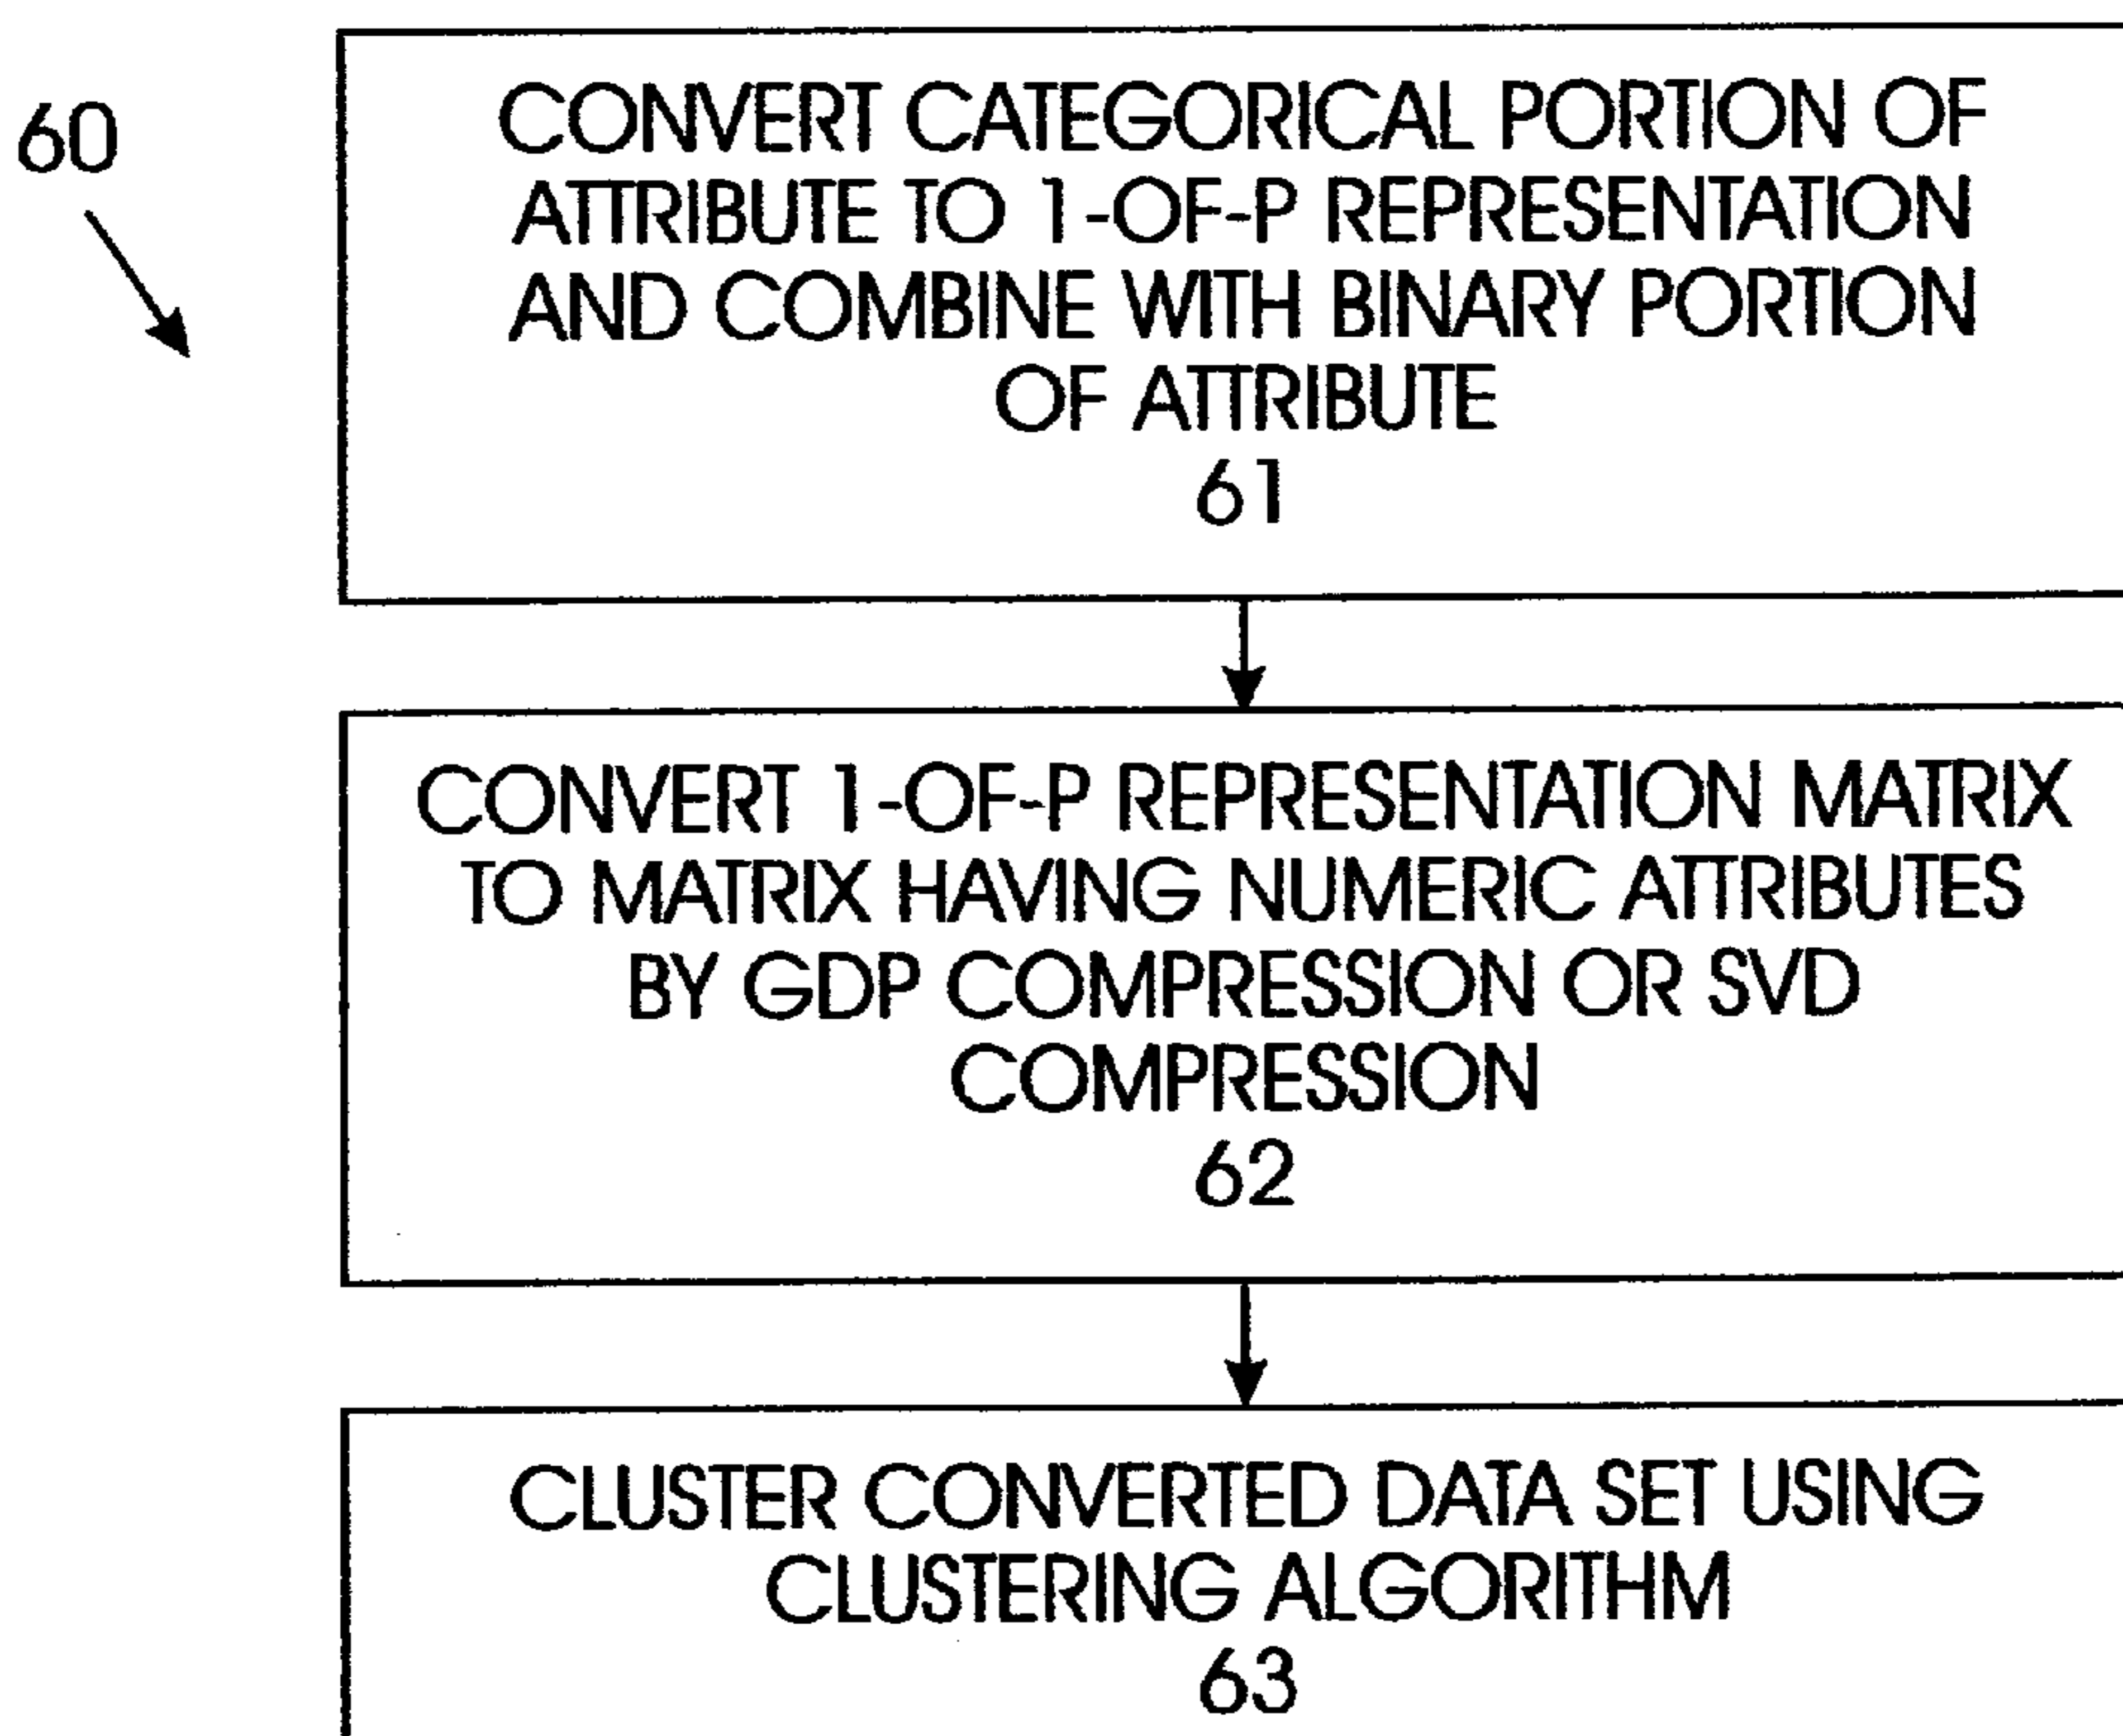 60
CONVERT CATEGORICAL PORTION OF
ATTRIBUTE TO 1-OF-P REPRESENTATION
AND COMBINE WITH BINARY PORTION
OF ATTRIBUTE
61
CONVERT 1-OF-P REPRESENTATION MATRIX
TO MATRIX HAVING NUMERIC ATTRIBUTES
BY GDP COMPRESSION OR SVD
COMPRESSION
62
CLUSTER CONVERTED DATA SET USING
CLUSTERING ALGORITHM
63